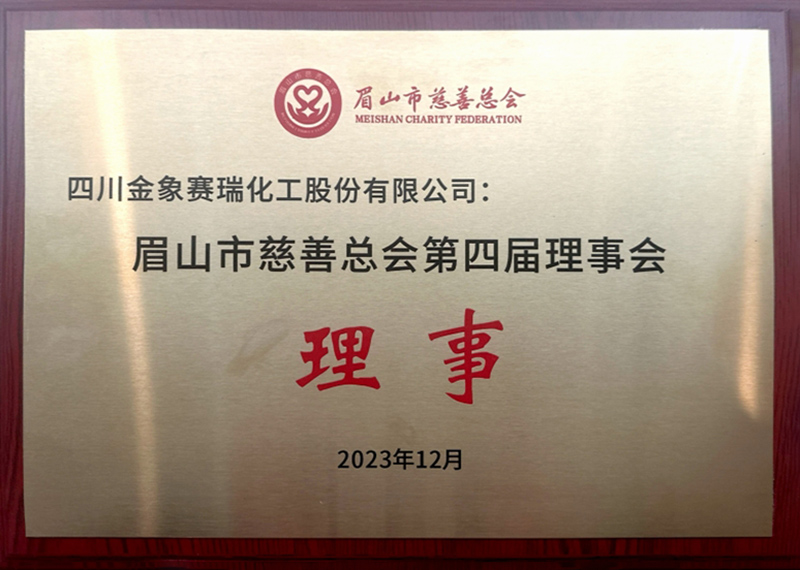 眉山市慈善总会
MEISHAN CHARITY FEDERATION
四川金象赛瑞化工股份有限公司：
眉山市慈善总会第四届理事会
理事
2023年12月